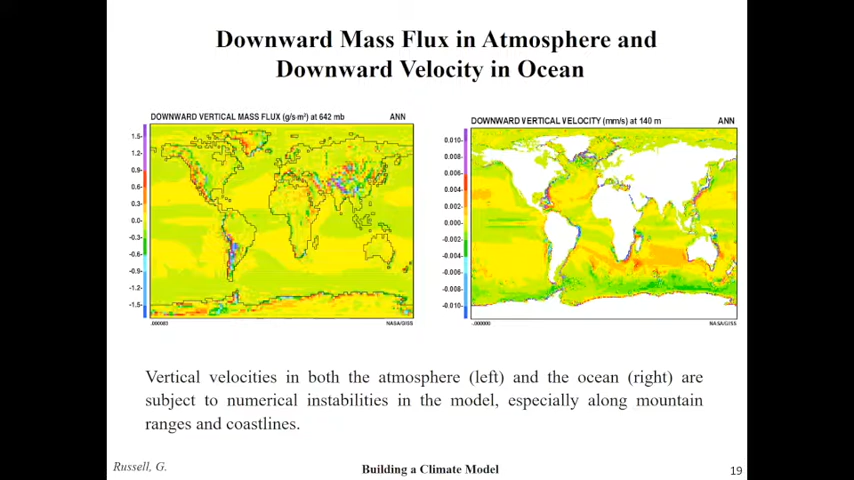 Downward Mass Flux in Atmosphere and
Downward Velocity in Ocean
DOWNWARD VERTICAL MASS FLUX (g/s·m²) at 642 mb ANN
1.5-
1.2-
0.9-
0.6-
0.3-
0.0-
-0.3-
-0.6-
-0.9-
-1.2-
-1.5-
.000083 NASA/GISS
DOWNWARD VERTICAL VELOCITY (mm/s) at 140 m ANN
0.010-
0.008-
0.006-
0.004-
0.002-
0.000-
-0.002-
-0.004-
-0.006-
-0.008-
-0.010-
-.000000 NASA/GISS
Vertical velocities in both the atmosphere (left) and the ocean (right) are
subject to numerical instabilities in the model, especially along mountain
ranges and coastlines.
Russell, G. Building a Climate Model 19